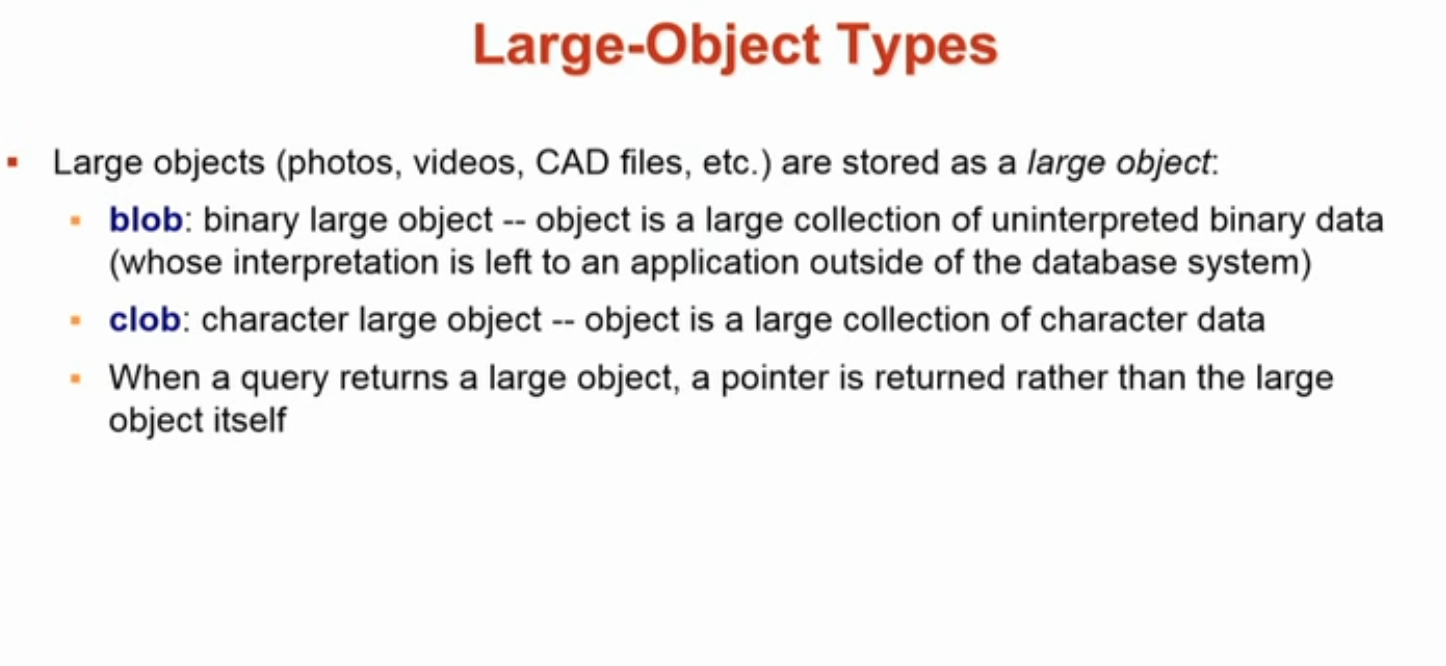 Large-Object Types
▪ Large objects (photos, videos, CAD files, etc.) are stored as a large object:
▪ blob: binary large object -- object is a large collection of uninterpreted binary data
(whose interpretation is left to an application outside of the database system)
▪ clob: character large object -- object is a large collection of character data
▪ When a query returns a large object, a pointer is returned rather than the large
object itself